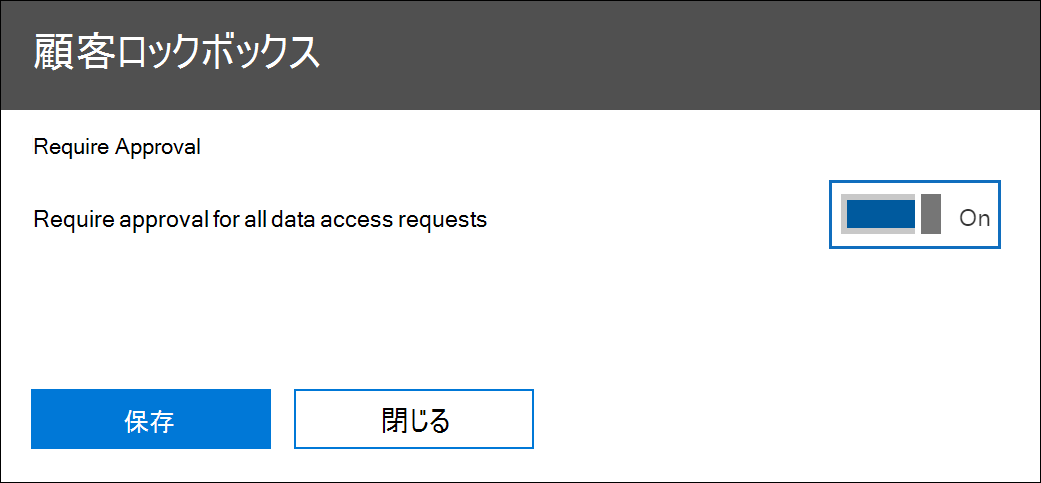 顧客ロックボックス
Require Approval
Require approval for all data access requests
On
保存
閉じる